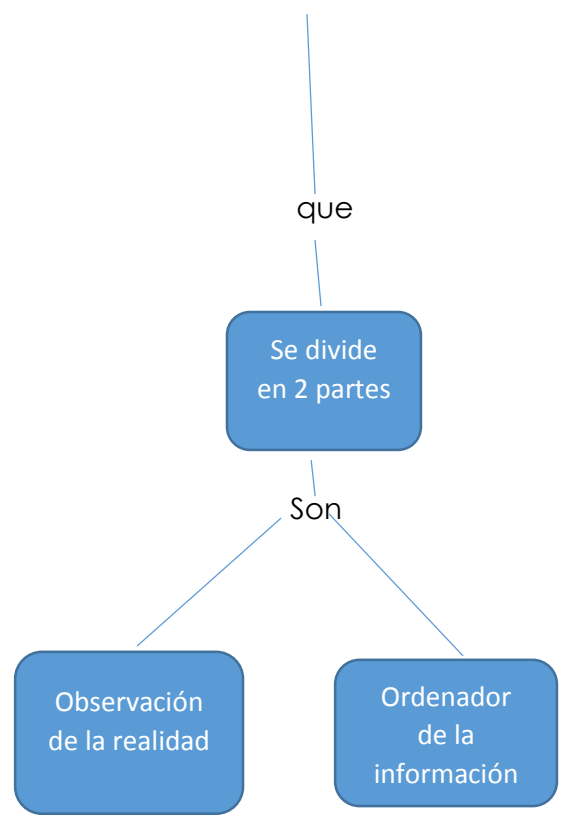 que
Se divide
en 2 partes
Son
Observación
de la realidad
Ordenador
de la
información